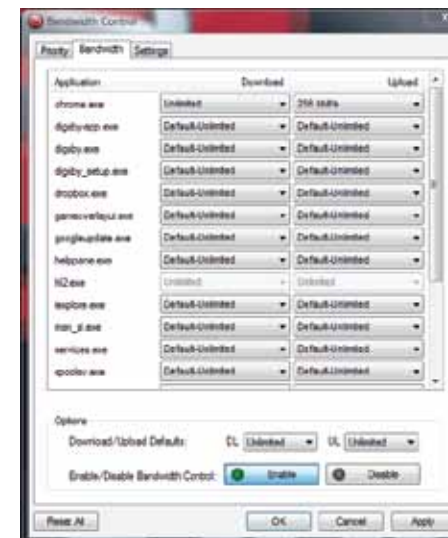 Bandwidth Control
Priority Bandwidth Settings
Application Download Upload
chrome.exe Unlimited 256 kbit/s
digsby-app.exe Default-Unlimited Default-Unlimited
digsby.exe Default-Unlimited Default-Unlimited
digsby_setup.exe Default-Unlimited Default-Unlimited
dropbox.exe Default-Unlimited Default-Unlimited
gameoverlayui.exe Default-Unlimited Default-Unlimited
googleupdate.exe Default-Unlimited Default-Unlimited
helppane.exe Default-Unlimited Default-Unlimited
hl2.exe Unlimited Unlimited
iexplore.exe Default-Unlimited Default-Unlimited
Default-Unlimited Default-Unlimited
services.exe Default-Unlimited Default-Unlimited
spoolsv.exe Default-Unlimited Default-Unlimited
Options
Download/Upload Defaults: DL Unlimited UL Unlimited
Enable/Disable Bandwidth Control: Enable Disable
Reset All OK Cancel Apply